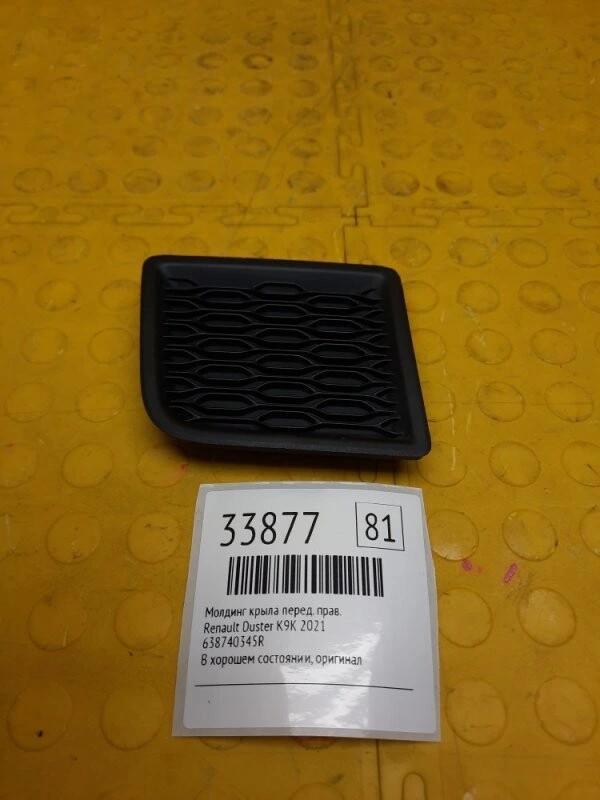 33877 81
Молдинг крыла перед. прав.
Renault Duster K9K 2021
638740345R
В хорошем состоянии, оригинал